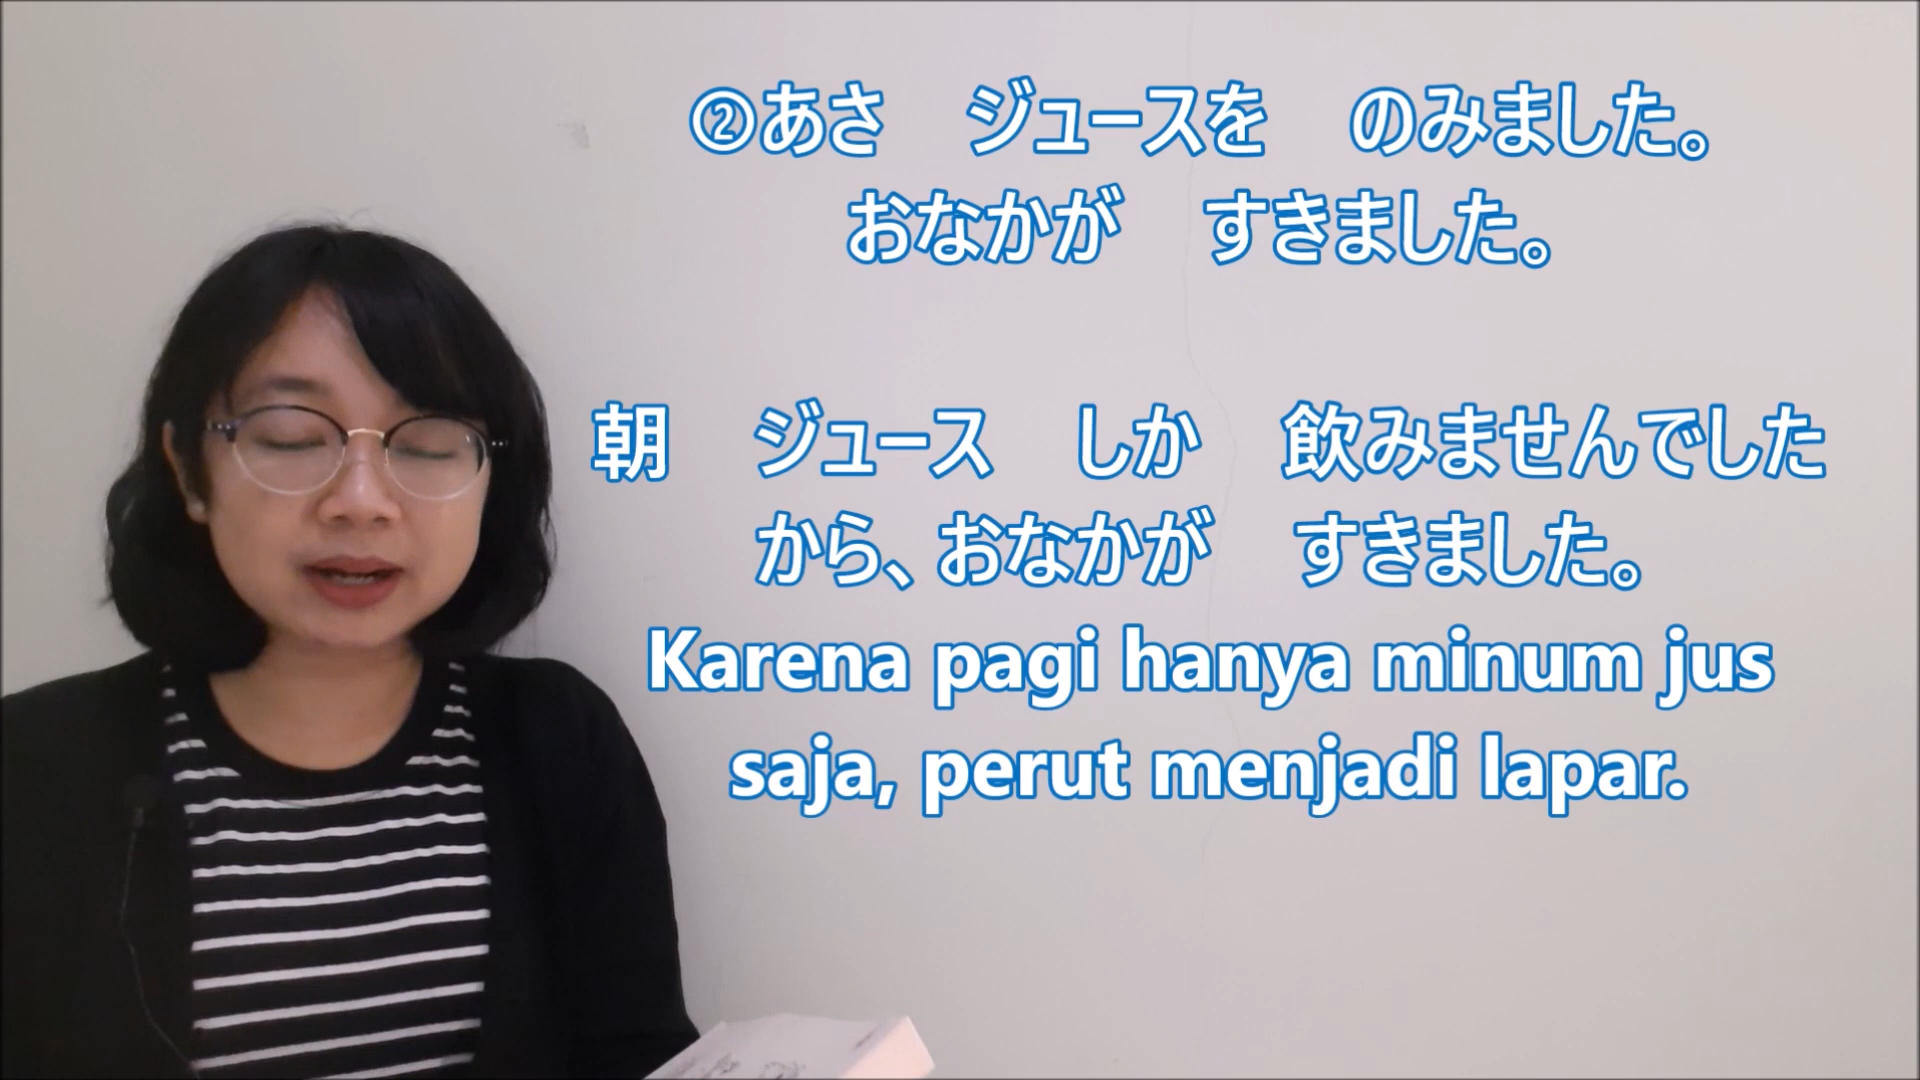 ②あさ　ジュースを　のみました。
おなかが　すきました。
朝　ジュース　しか　飲みませんでした
から、おなかが　すきました。
Karena pagi hanya minum jus
saja, perut menjadi lapar.